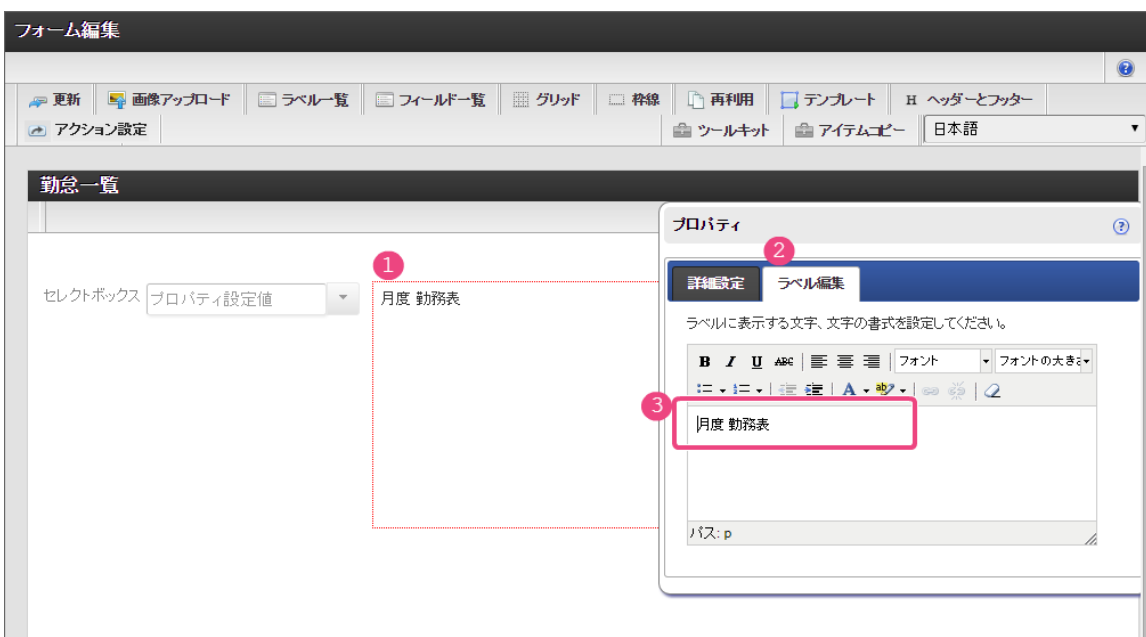 フォーム編集
更新 画像アップロード ラベル一覧 フィールド一覧 グリッド 枠線 再利用 テンプレート H ヘッダーとフッター
アクション設定 ツールキット アイテムコピー 日本語
勤怠一覧
プロパティ
2
1
詳細設定 ラベル編集
セレクトボックス プロパティ設定値
月度 勤務表
ラベルに表示する文字、文字の書式を設定してください。
B I U ABC フォント フォントの大きさ
A ab
3
月度 勤務表
パス: p